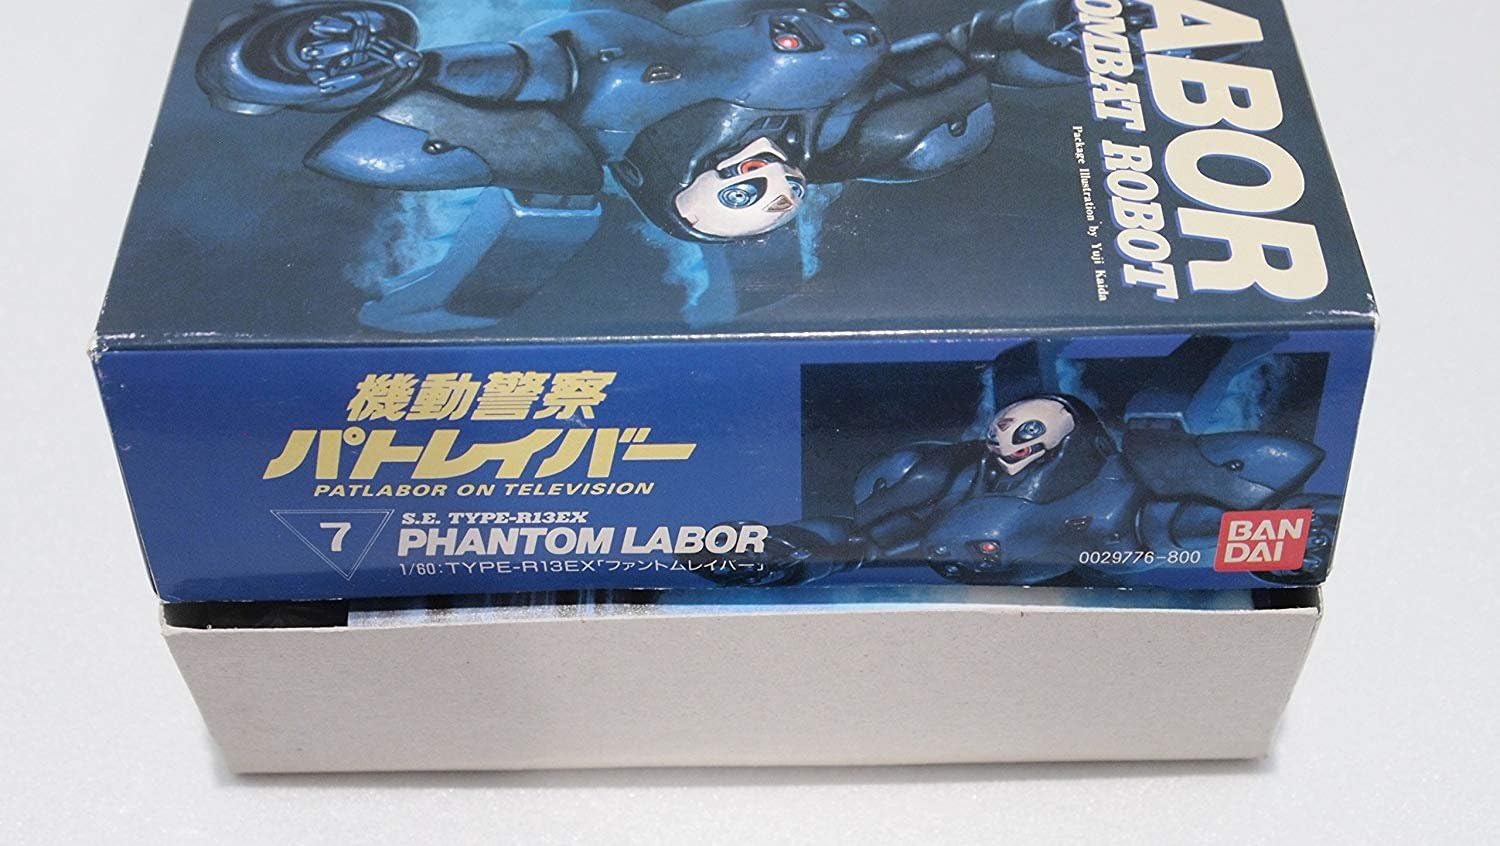 ABOR
OMBAT ROBOT
Package Illustration by Yuji Kaida
機動警察
パトレイバー
PATLABOR ON TELEVISION
7
S.E. TYPE-R13EX
PHANTOM LABOR
1/60:TYPE-R13EX「ファントムレイバー」
0029776-800
BAN
DAI